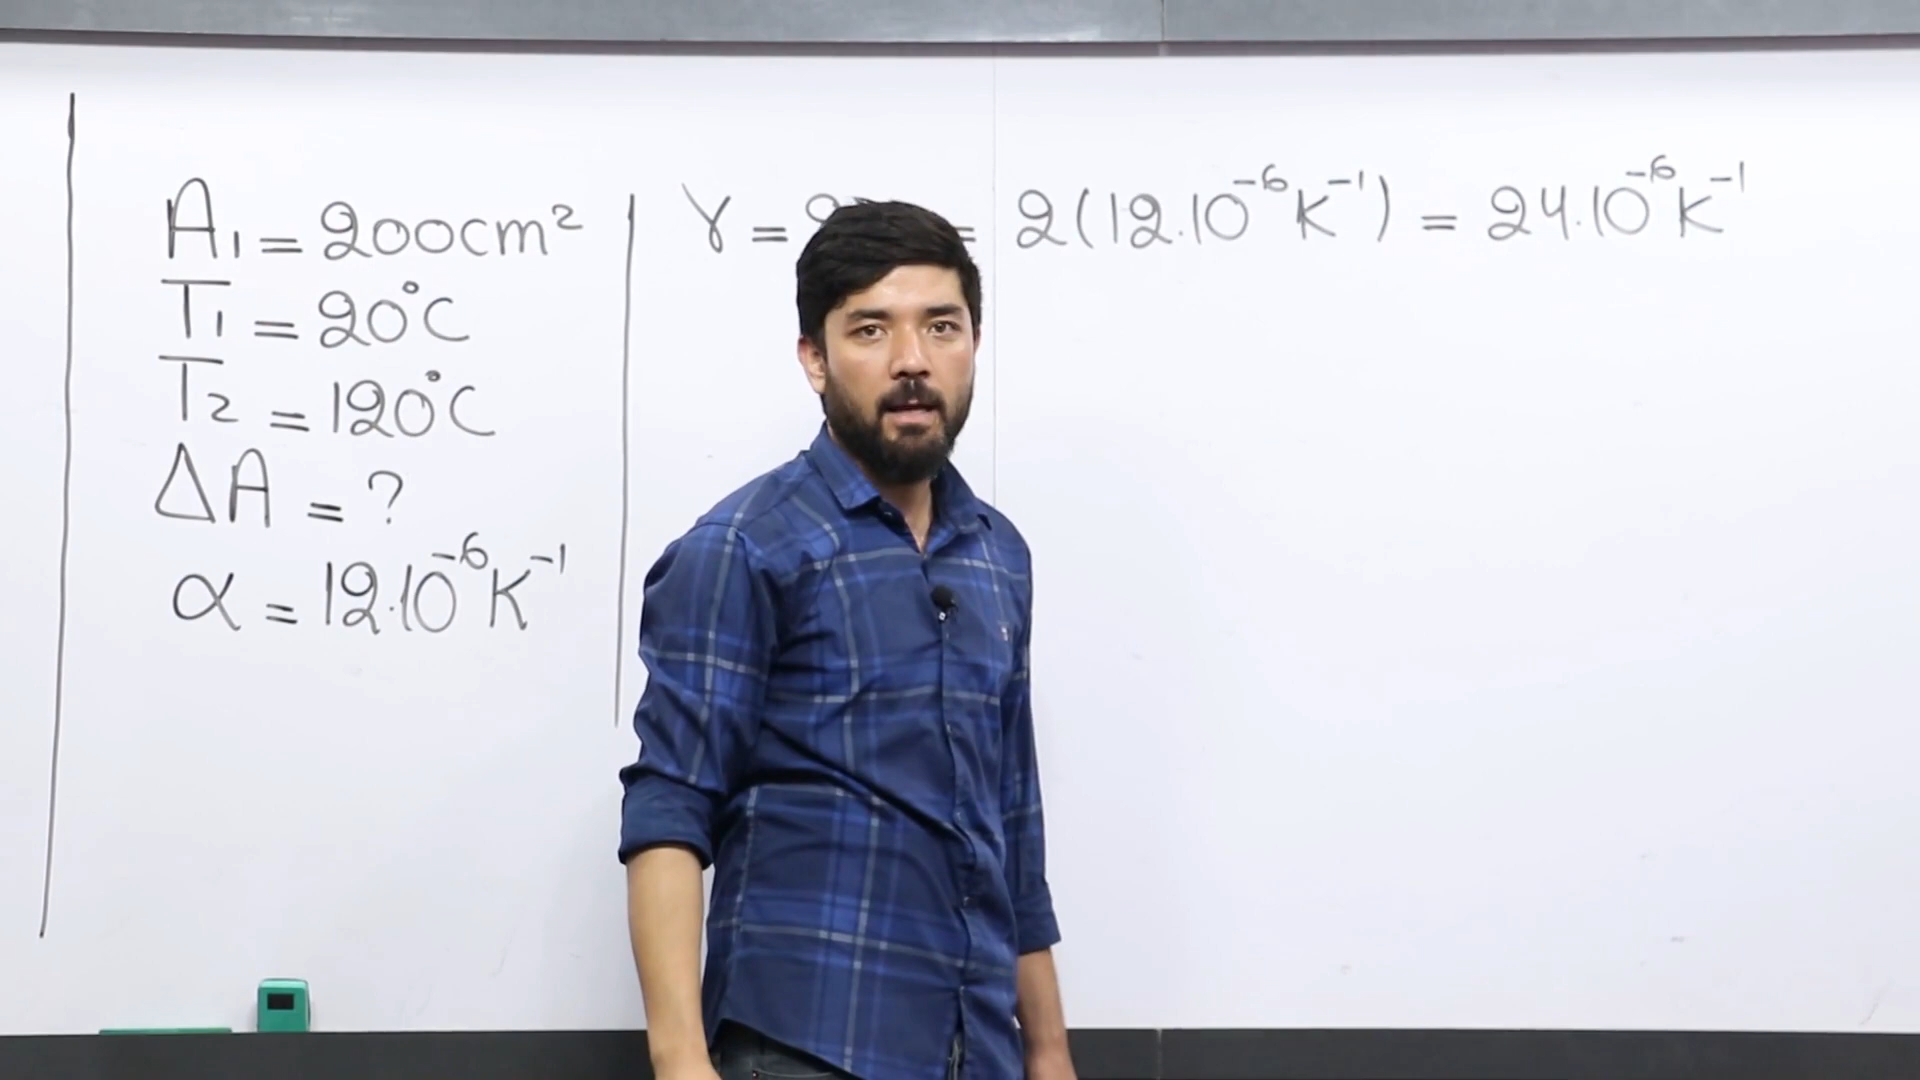 A₁ = 200cm²
T₁ = 20°C
T₂ = 120°C
ΔA = ?
α = 12·10⁻⁶K⁻¹
γ = 2 = 2(12·10⁻⁶K⁻¹) = 24·10⁻⁶K⁻¹